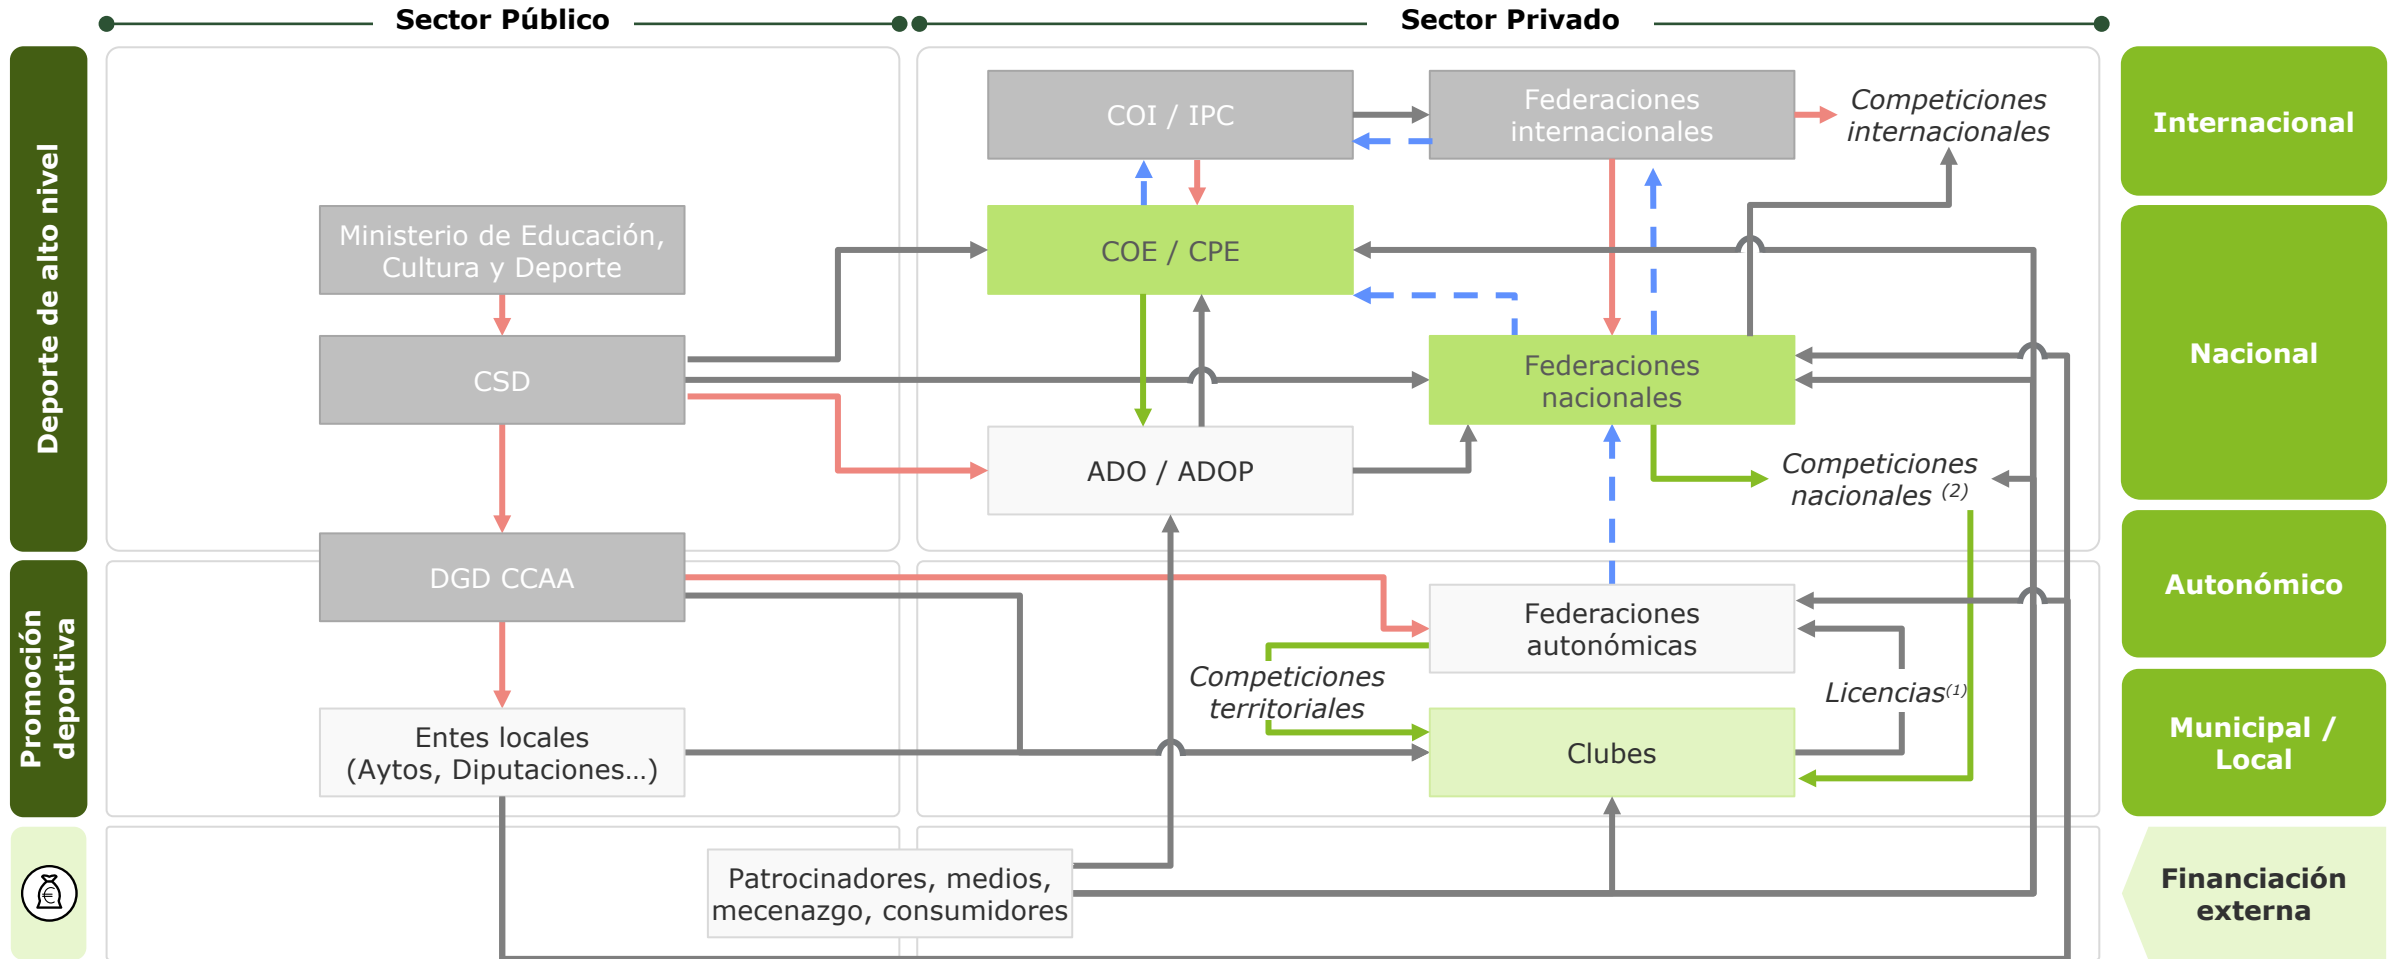 Sector Público
Sector Privado
Deporte de alto nivel
COI / IPC
Federaciones
internacionales
Competiciones
internacionales
Internacional
Ministerio de Educación,
Cultura y Deporte
COE / CPE
CSD
Federaciones
nacionales
Nacional
ADO / ADOP
Competiciones
nacionales (2)
Promoción
deportiva
DGD CCAA
Federaciones
autonómicas
Autonómico
Competiciones
territoriales
Licencias(1)
Entes locales
(Aytos, Diputaciones…)
Clubes
Municipal /
Local
€
Patrocinadores, medios,
mecenazgo, consumidores
Financiación
externa